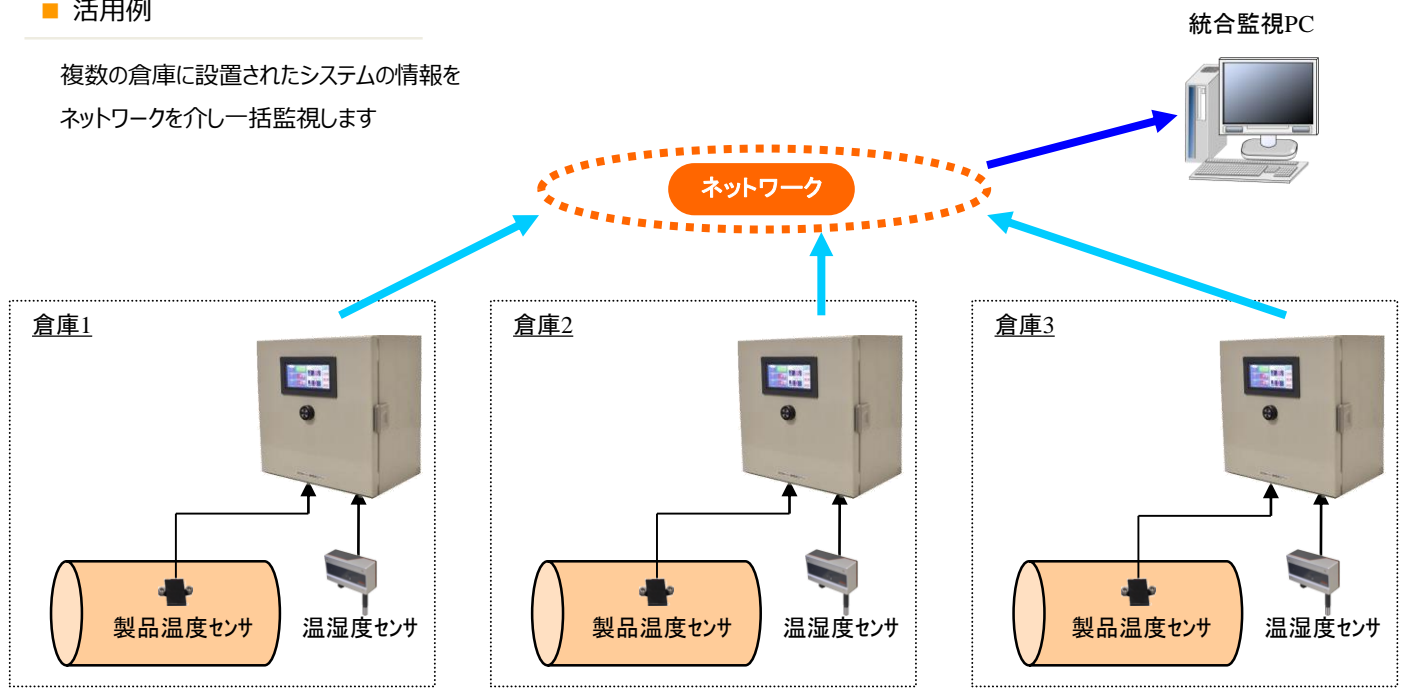 ■ 活用例
統合監視PC
複数の倉庫に設置されたシステムの情報を
ネットワークを介し一括監視します
ネットワーク
倉庫1
倉庫2
倉庫3
製品温度センサ
温湿度センサ
製品温度センサ
温湿度センサ
製品温度センサ
温湿度センサ